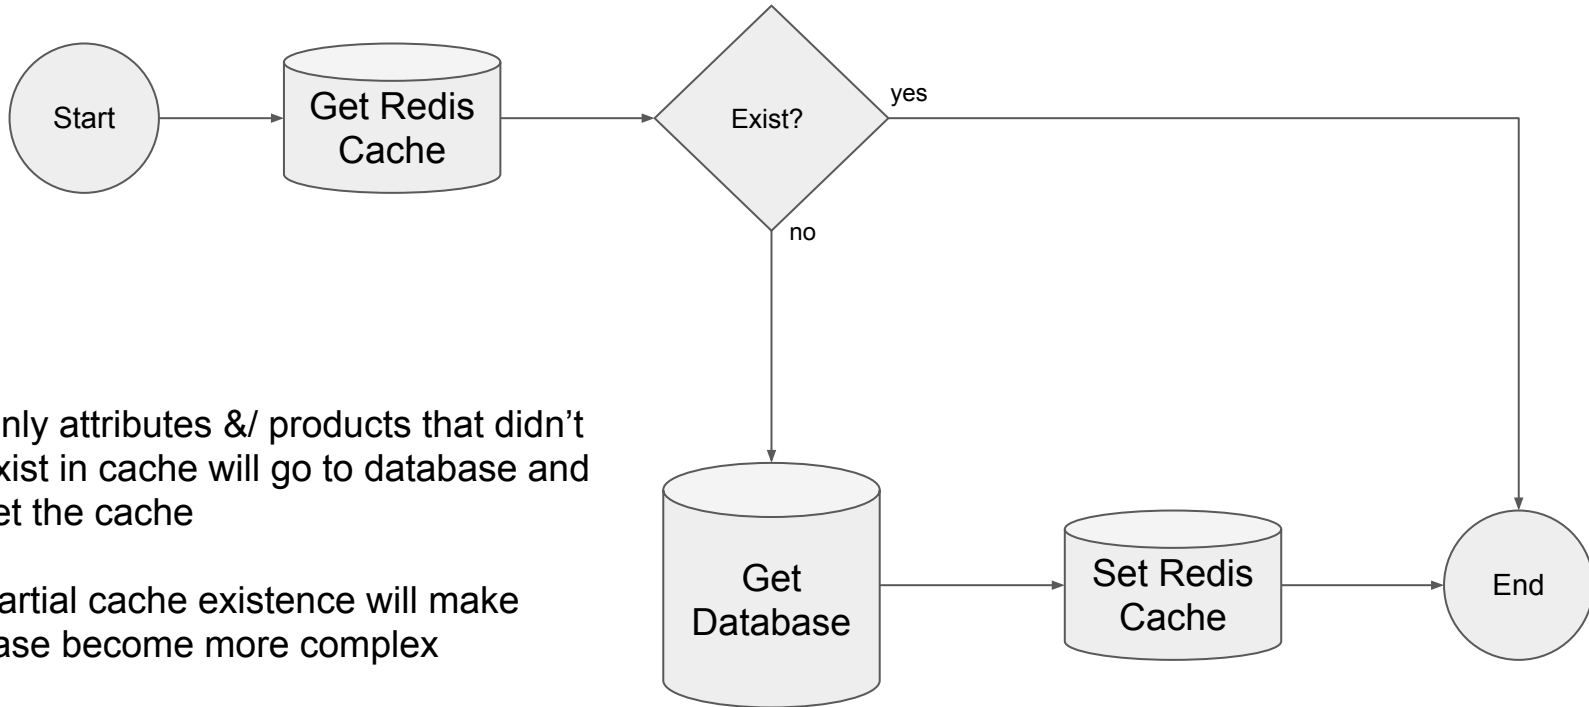 Start
Get Redis
Cache
Exist?
yes
no
nly attributes &/ products that didn’t
xist in cache will go to database and
et the cache
artial cache existence will make
ase become more complex
Get
Database
Set Redis
Cache
End